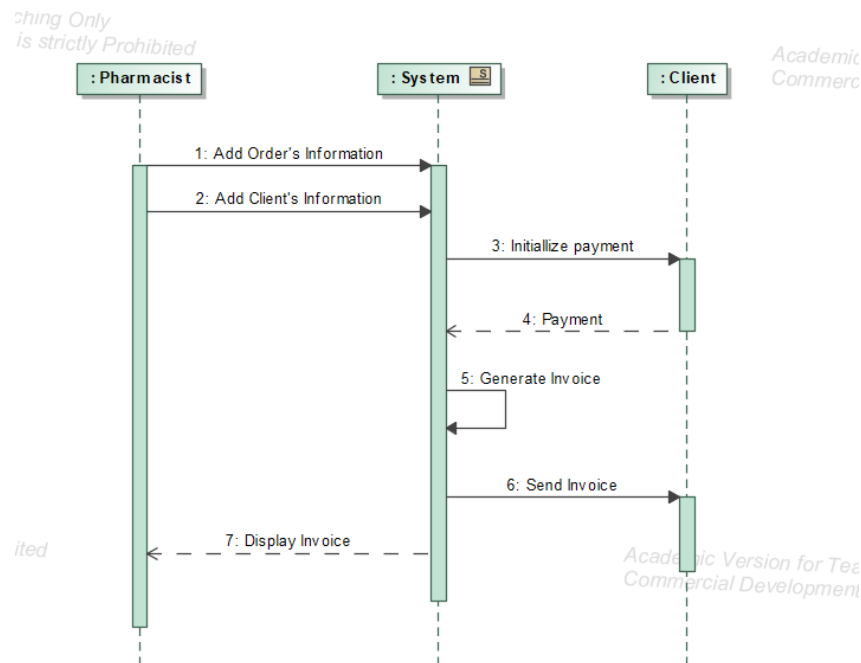 ching Only
is strictly Prohibited
Academic
Commerc
: Pharmacist
: System
S
: Client
1: Add Order's Information
2: Add Client's Information
3: Initiallize payment
4: Payment
5: Generate Invoice
6: Send Invoice
7: Display Invoice
ited
Academic Version for Tea
Commercial Development